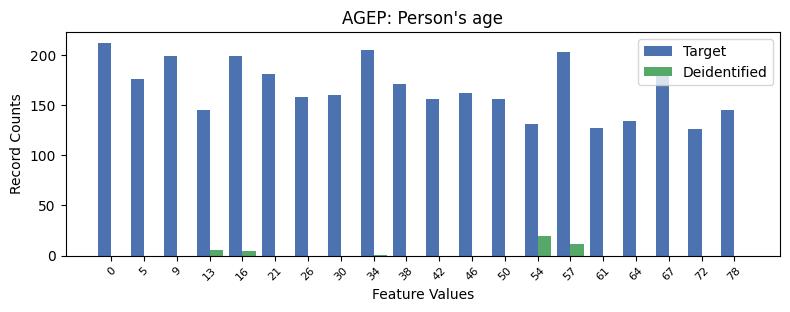 AGEP: Person's age
Target
Deidentified
Record Counts
200
150
100
50
0
0 5 9 13 16 21 26 30 34 38 42 46 50 54 57 61 64 67 72 78
Feature Values